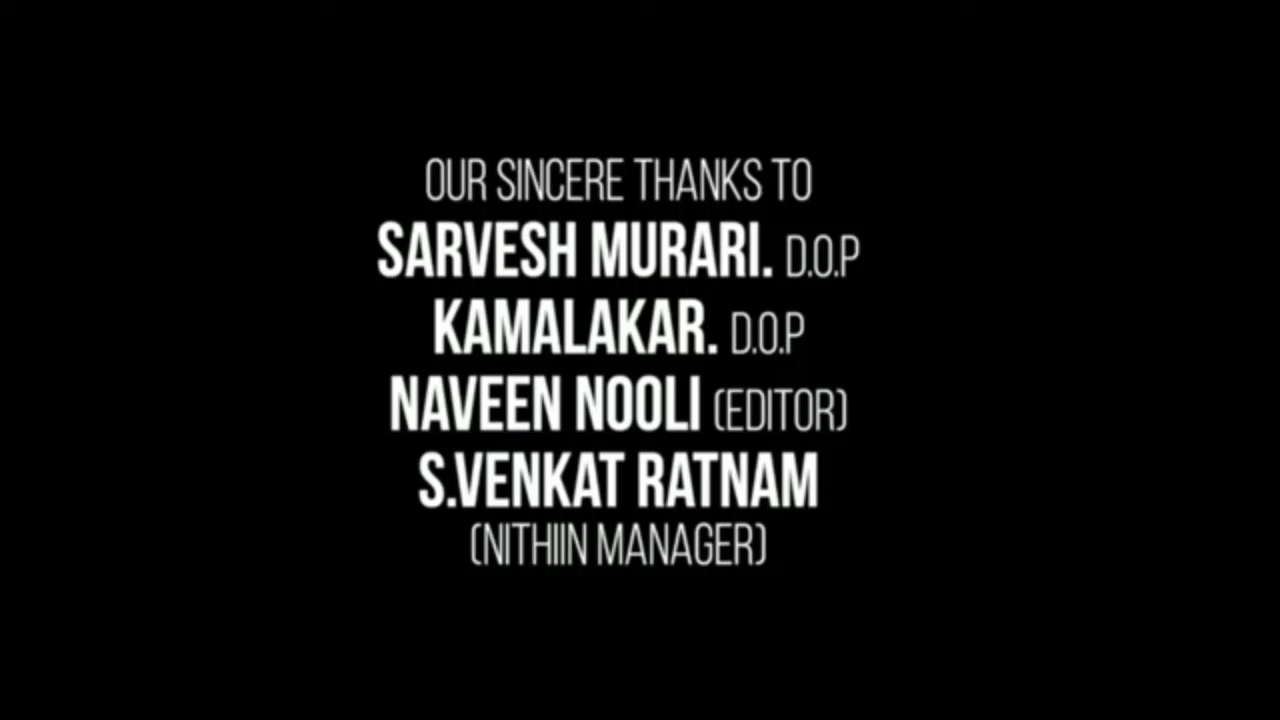 OUR SINCERE THANKS TO
SARVESH MURARI. D.O.P
KAMALAKAR. D.O.P
NAVEEN NOOLI (EDITOR)
S.VENKAT RATNAM
(NITHIIN MANAGER)